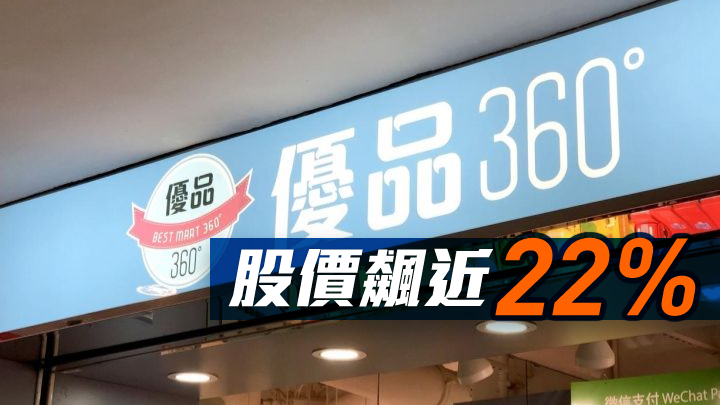 優品360°
優品
BEST MART 360°
360°
股價飆近22%
微信支付 WeChat P